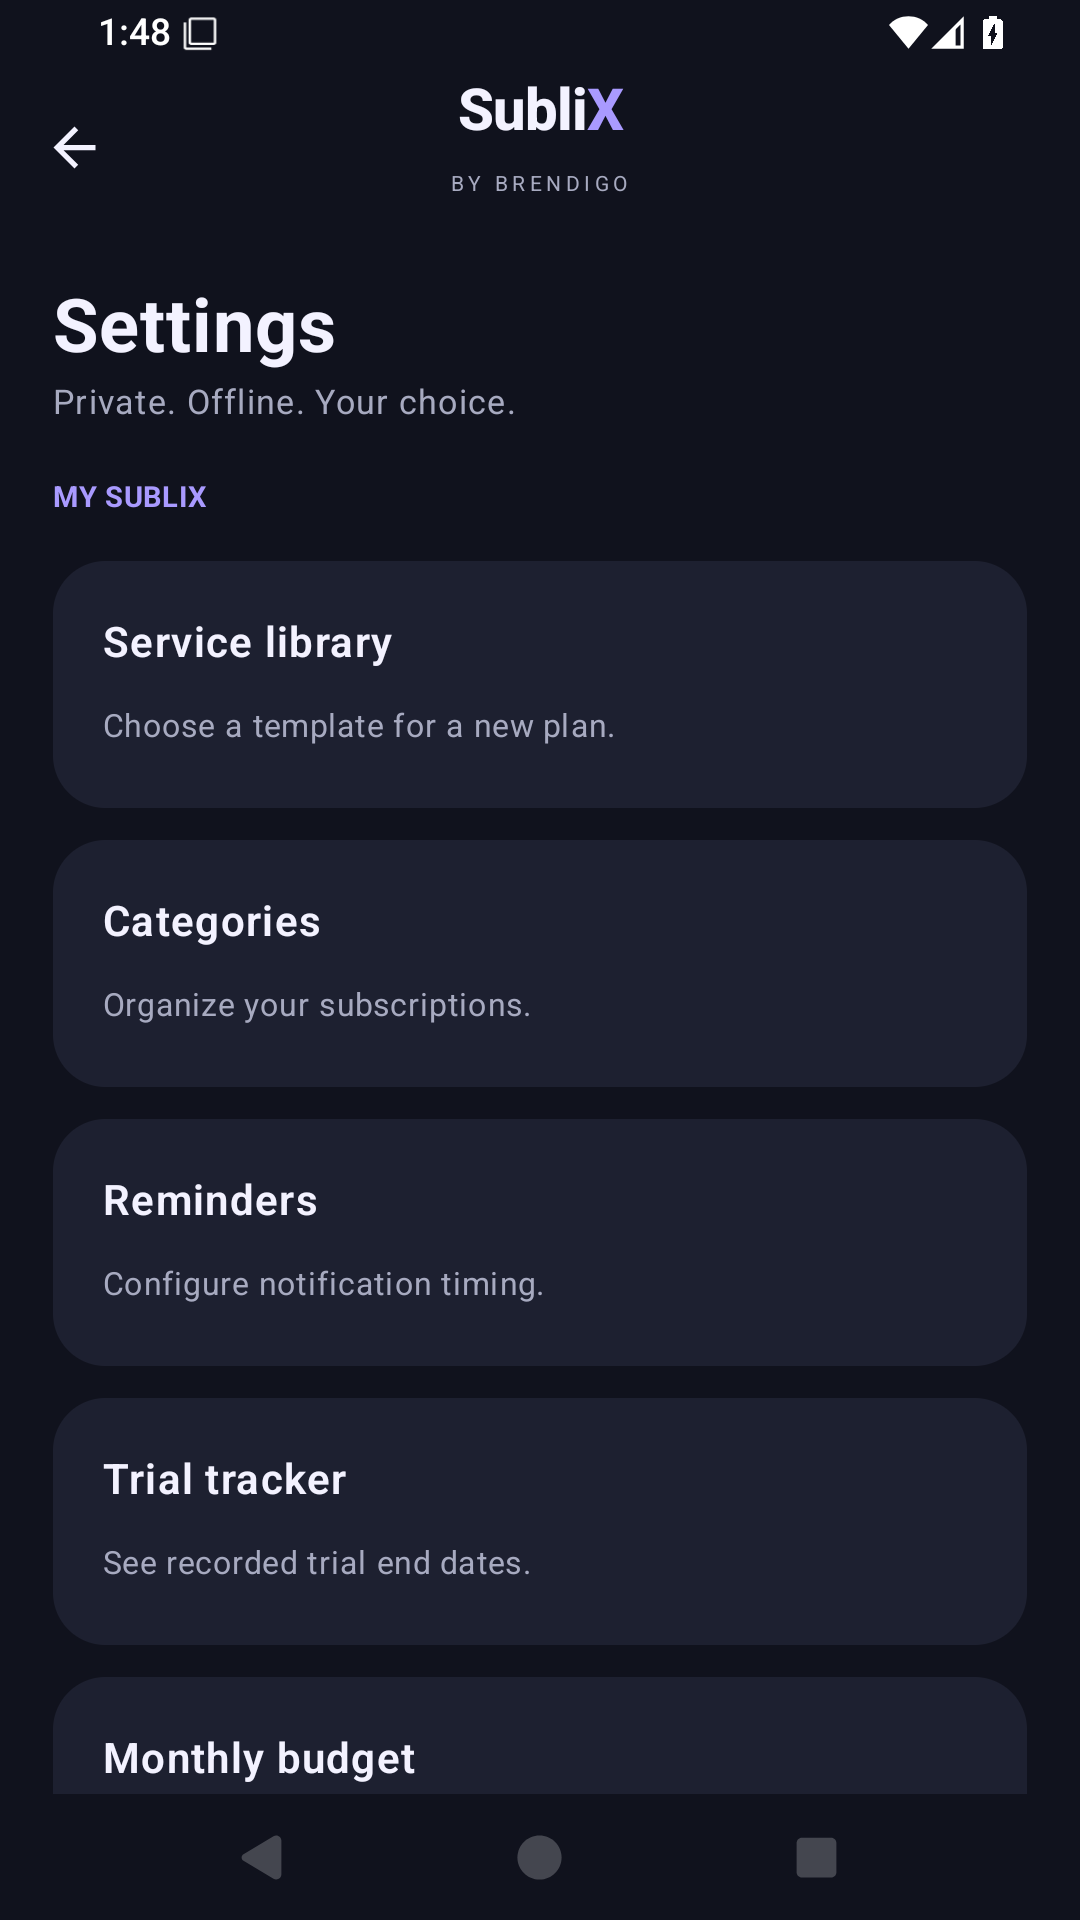 1:48
SubliX
BY BRENDIGO
Settings
Private. Offline. Your choice.
MY SUBLIX
Service library
Choose a template for a new plan.
Categories
Organize your subscriptions.
Reminders
Configure notification timing.
Trial tracker
See recorded trial end dates.
Monthly budget